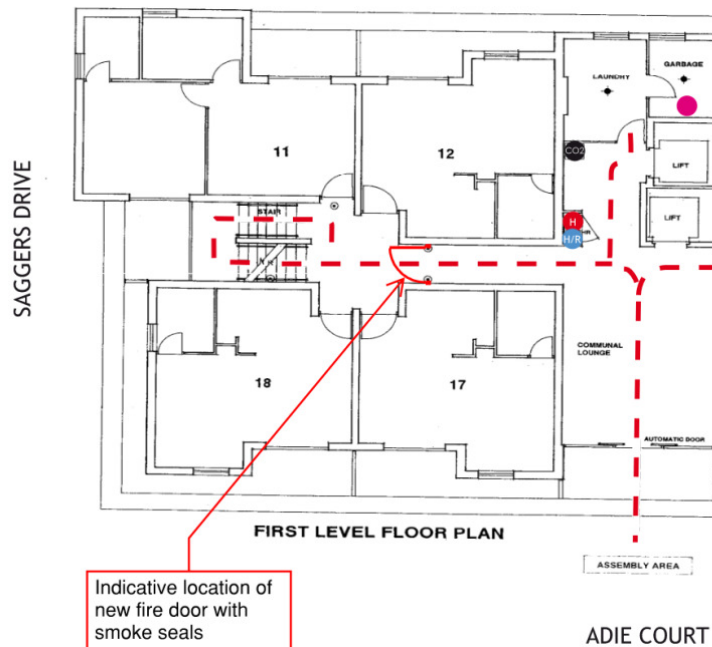 SAGGERS DRIVE
11
12
LAUNDRY
GARBAGE
CO2
LIFT
STAIR
H
H/R
LIFT
COMMUNAL
LOUNGE
18
17
AUTOMATIC DOOR
FIRST LEVEL FLOOR PLAN
ASSEMBLY AREA
Indicative location of
new fire door with
smoke seals
ADIE COURT